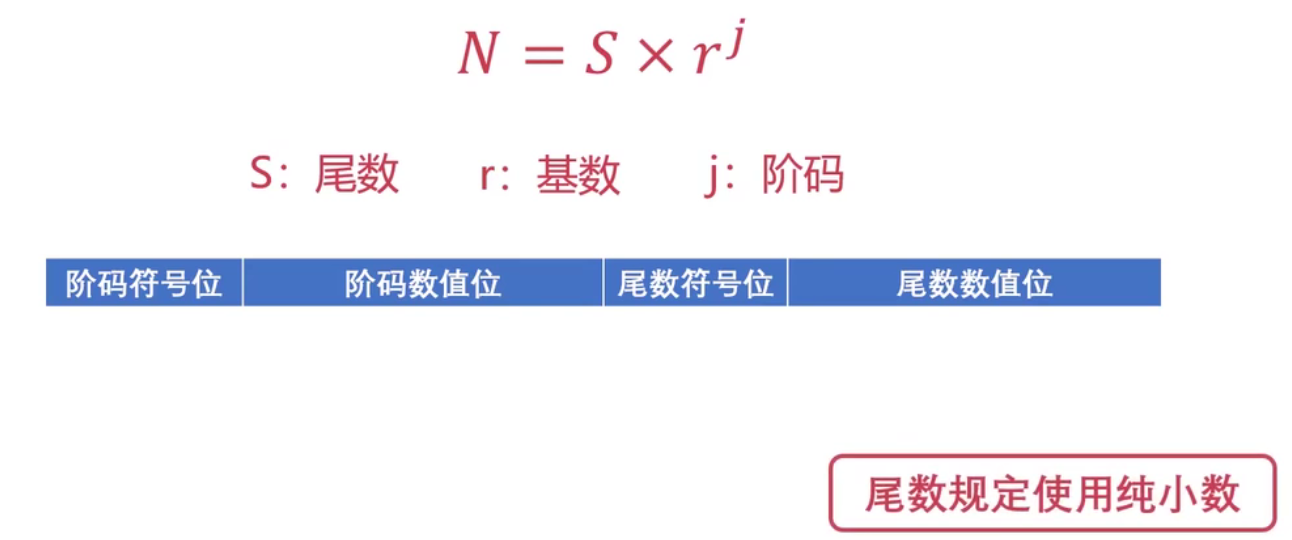 N = S × r^j
S：尾数 r：基数 j：阶码
阶码符号位 阶码数值位 尾数符号位 尾数数值位
尾数规定使用纯小数